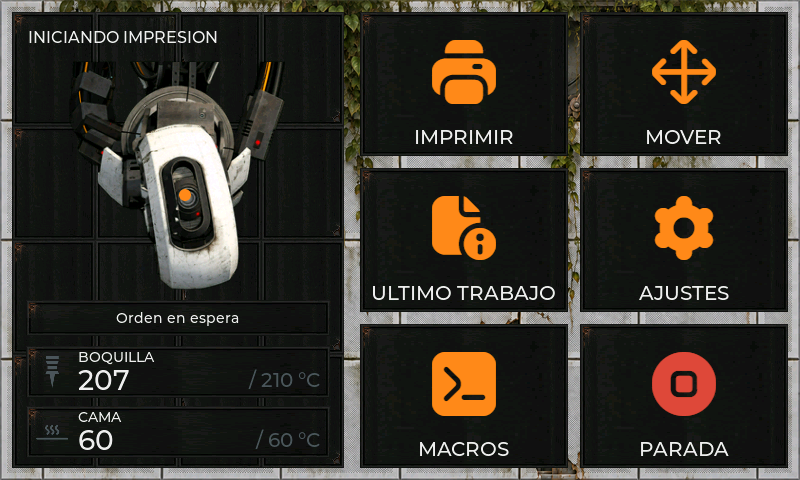 INICIANDO IMPRESION
Orden en espera
BOQUILLA
207 / 210 °C
CAMA
60 / 60 °C
IMPRIMIR
MOVER
ULTIMO TRABAJO
AJUSTES
MACROS
PARADA